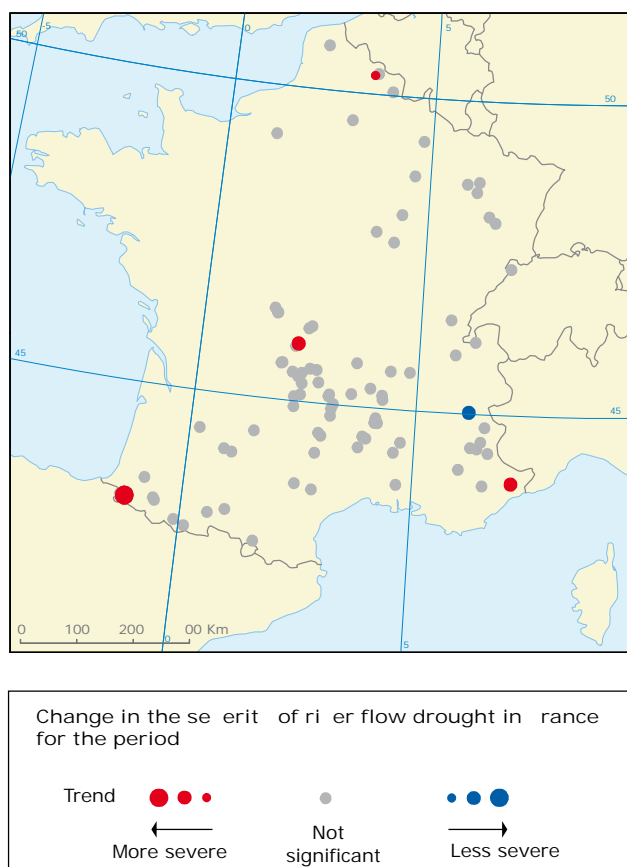 -5
0
5
50
50
45
45
0 100 200 00 Km
0
5
Change in the se erit of ri er flow drought in rance
for the period
Trend
More severe
Not
significant
Less severe